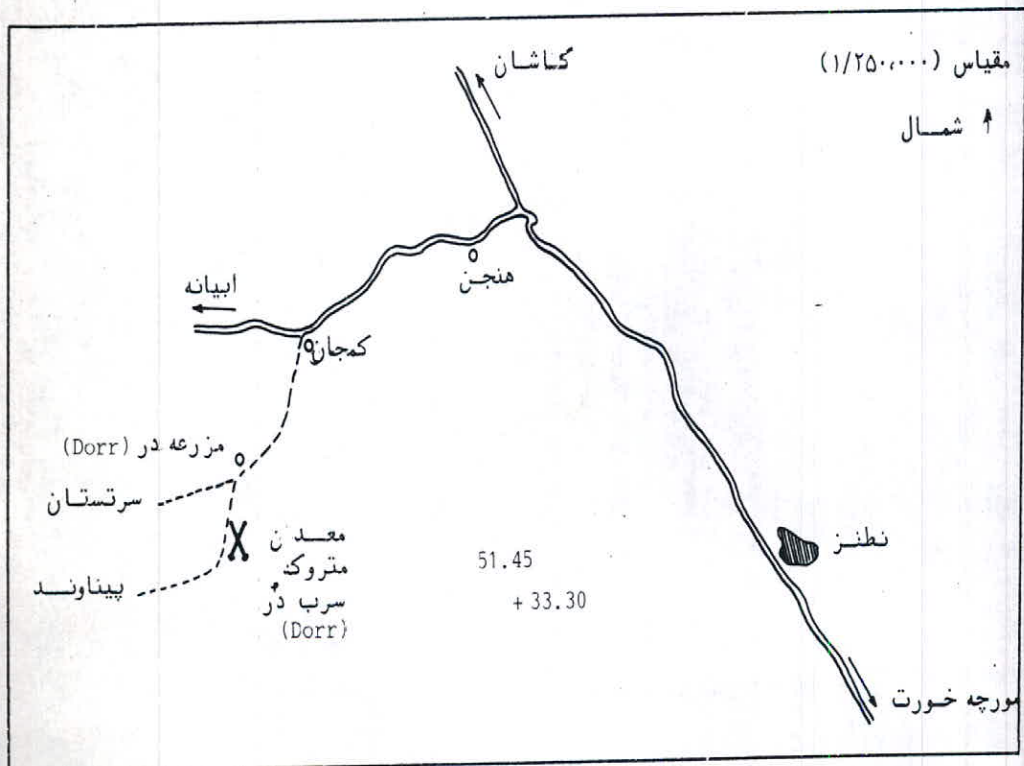 مقیاس (۱/۲۵۰،۰۰۰)
شمال
کاشان
هنجن
ابیانه
کمجان
مزرعه در (Dorr)
سرتستان
معدن
متروکه
سرب در
(Dorr)
پیناوند
51.45
+ 33.30
نطنز
مورچه خورت